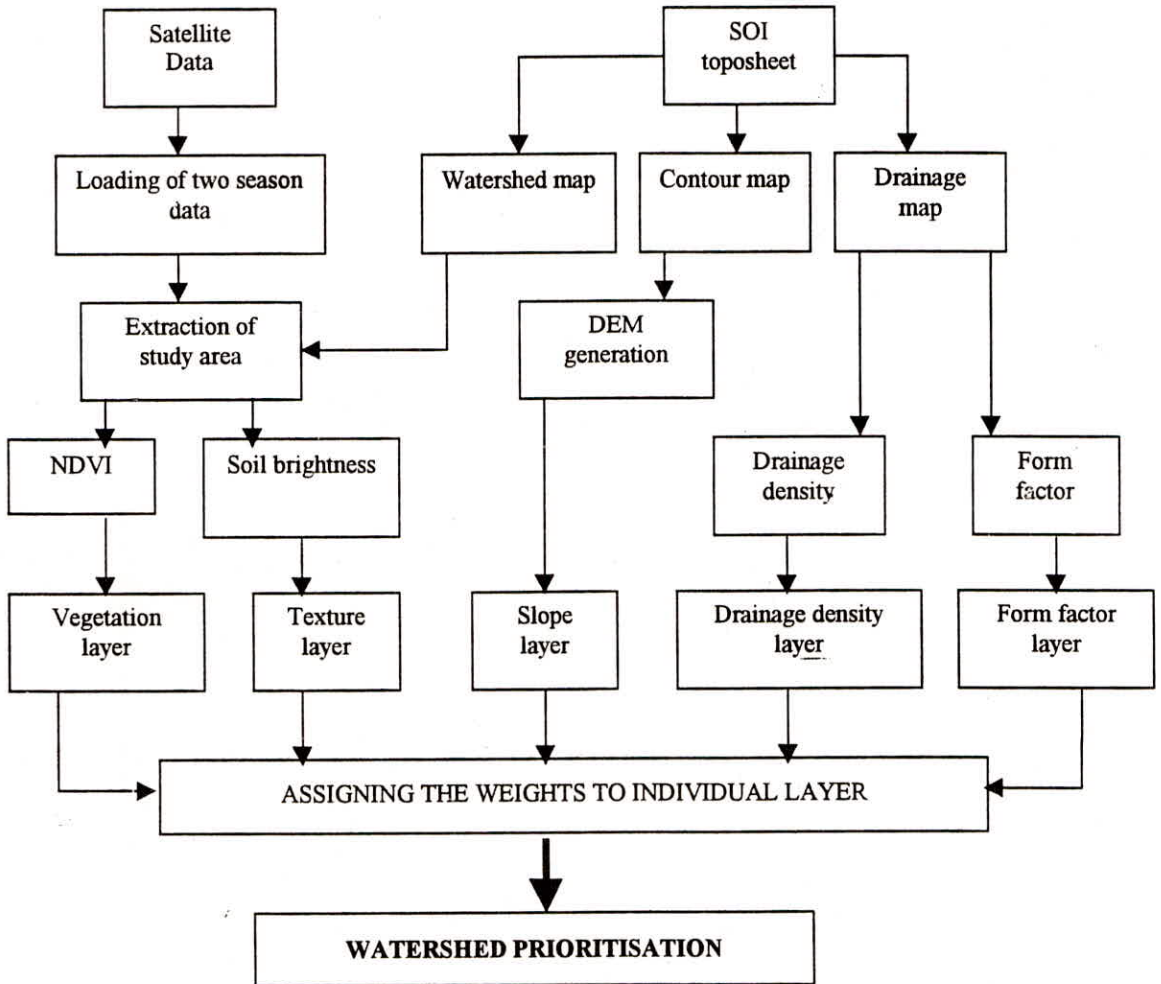 Satellite
Data
SOI
toposheet
Loading of two season
data
Watershed map
Contour map
Drainage
map
Extraction of
study area
DEM
generation
NDVI
Soil brightness
Drainage
density
Form
factor
Vegetation
layer
Texture
layer
Slope
layer
Drainage density
layer
Form factor
layer
ASSIGNING THE WEIGHTS TO INDIVIDUAL LAYER
WATERSHED PRIORITISATION